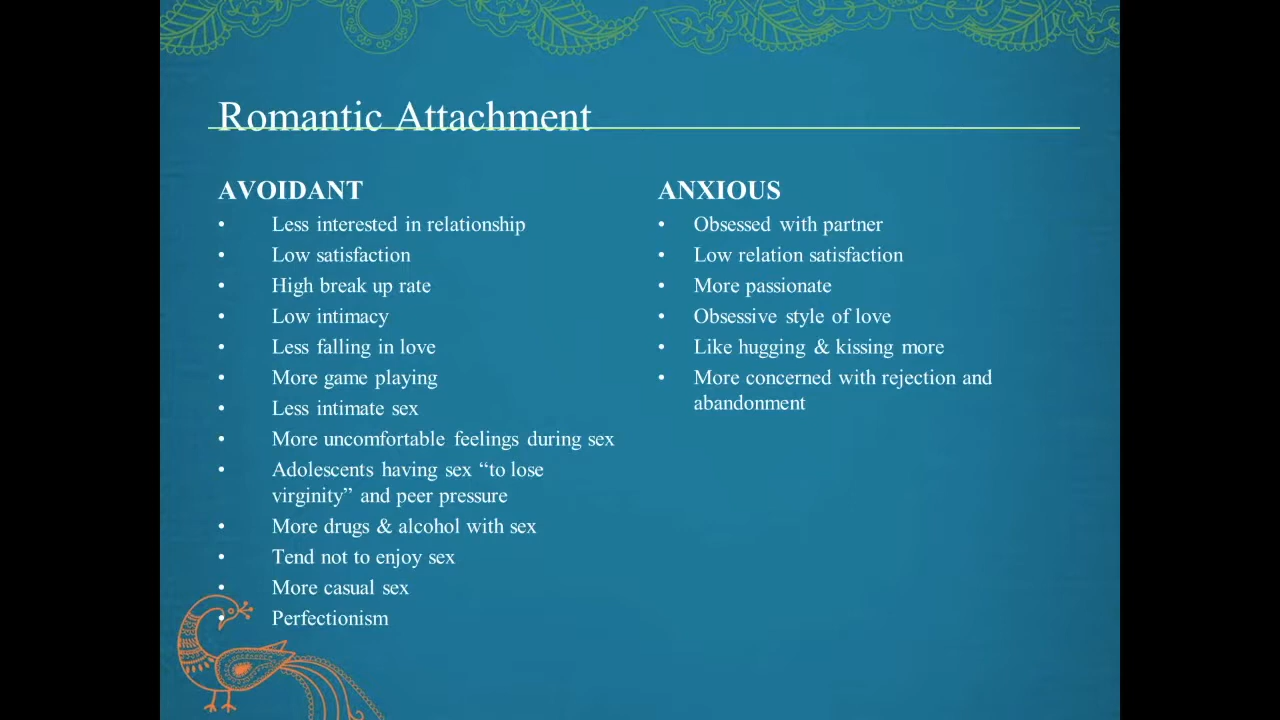 Romantic Attachment
AVOIDANT
• Less interested in relationship
• Low satisfaction
• High break up rate
• Low intimacy
• Less falling in love
• More game playing
• Less intimate sex
• More uncomfortable feelings during sex
• Adolescents having sex “to lose
virginity” and peer pressure
• More drugs & alcohol with sex
• Tend not to enjoy sex
• More casual sex
• Perfectionism
ANXIOUS
• Obsessed with partner
• Low relation satisfaction
• More passionate
• Obsessive style of love
• Like hugging & kissing more
• More concerned with rejection and
abandonment